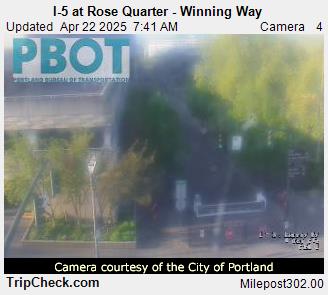 I-5 at Rose Quarter - Winning Way
Updated Apr 22 2025 7:41 AM Camera 4
PBOT
PORTLAND BUREAU OF TRANSPORTATION
Camera courtesy of the City of Portland
TripCheck.com Milepost302.00